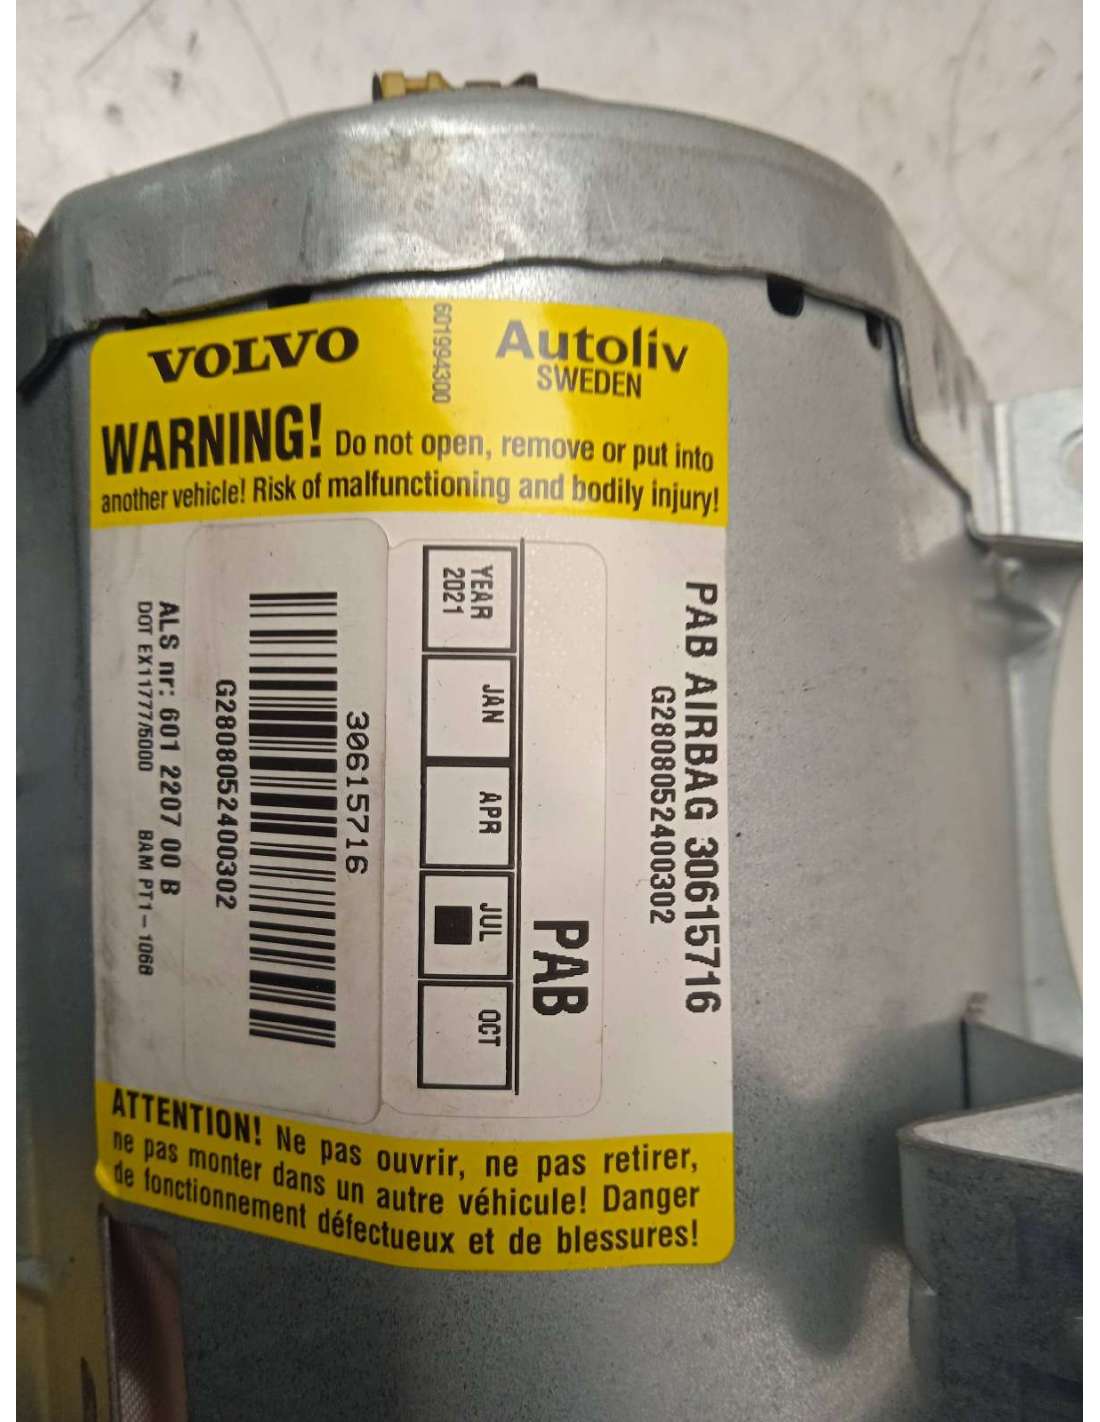 VOLVO
601994300
Autoliv
SWEDEN
WARNING! Do not open, remove or put into
another vehicle! Risk of malfunctioning and bodily injury!
PAB AIRBAG 30615716
G2808052400302
PAB
YEAR
2021
JAN
APR
JUL
OCT
30615716
G2808052400302
ALS nr: 601 2207 00 B
DOT EX11777/5000 BAM PT1-1068
ATTENTION! Ne pas ouvrir, ne pas retirer,
ne pas monter dans un autre véhicule! Danger
de fonctionnement défectueux et de blessures!